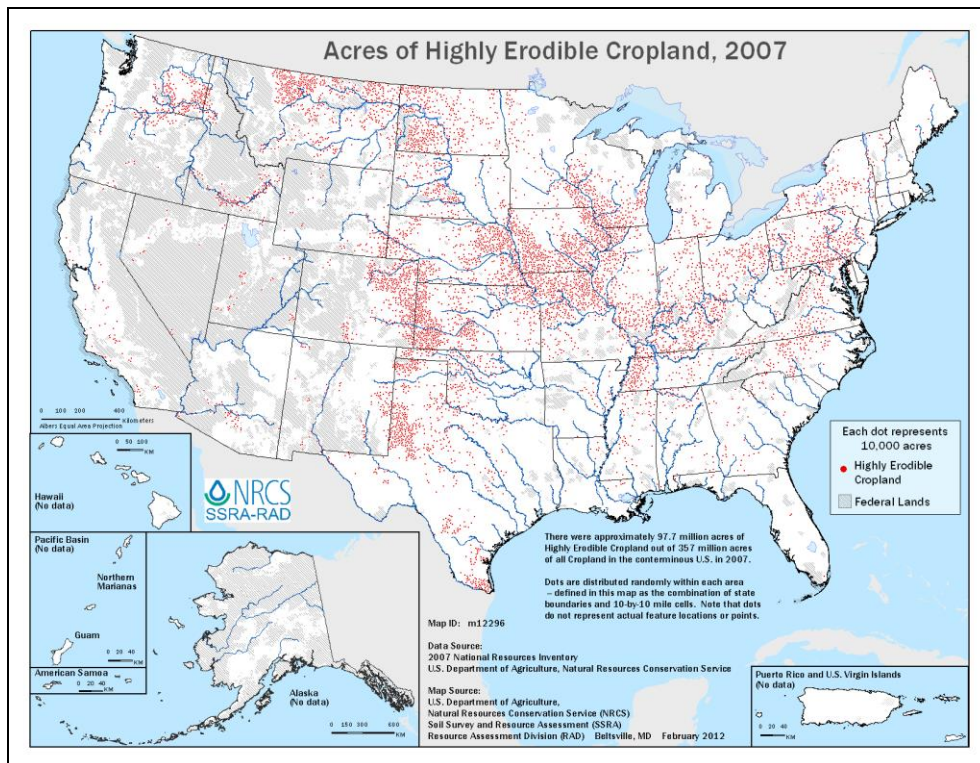 Acres of Highly Erodible Cropland, 2007
0 100 200 400
Kilometers
Albers Equal Area Projection
0 50 100
KM
Hawaii
(No data)
NRCS
SSRA-RAD
Each dot represents
10,000 acres
Highly Erodible
Cropland
Federal Lands
Pacific Basin
(No data)
Northern
Marianas
Guam
0 20 40
KM
American Samoa
0 20 40
KM
Alaska
(No data)
0 150 300 600
KM
There were approximately 97.7 million acres of
Highly Erodible Cropland out of 357 million acres
of all Cropland in the conterminous U.S. in 2007.
Dots are distributed randomly within each area
– defined in this map as the combination of state
boundaries and 10-by-10 mile cells. Note that dots
do not represent actual feature locations or points.
Map ID: m12296
Data Source:
2007 National Resources Inventory
U.S. Department of Agriculture, Natural Resources Conservation Service
Map Source:
U.S. Department of Agriculture,
Natural Resources Conservation Service (NRCS)
Soil Survey and Resource Assessment (SSRA)
Resource Assessment Division (RAD) Beltsville, MD February 2012
Puerto Rico and U.S. Virgin Islands
(No data)
0 20 40
KM